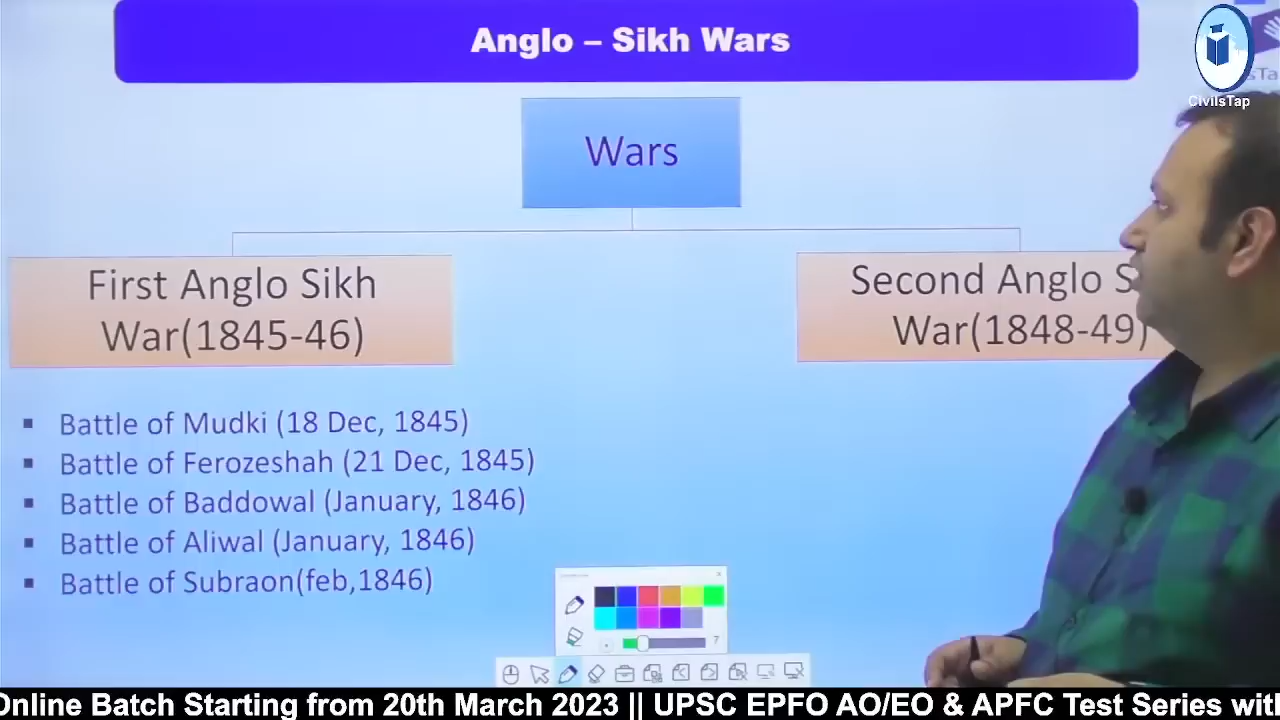 Anglo – Sikh Wars
CivilsTap
Wars
First Anglo Sikh
War(1845-46)
Second Anglo S
War(1848-49)
▪ Battle of Mudki (18 Dec, 1845)
▪ Battle of Ferozeshah (21 Dec, 1845)
▪ Battle of Baddowal (January, 1846)
▪ Battle of Aliwal (January, 1846)
▪ Battle of Subraon(feb,1846)
7
Online Batch Starting from 20th March 2023 || UPSC EPFO AO/EO & APFC Test Series with